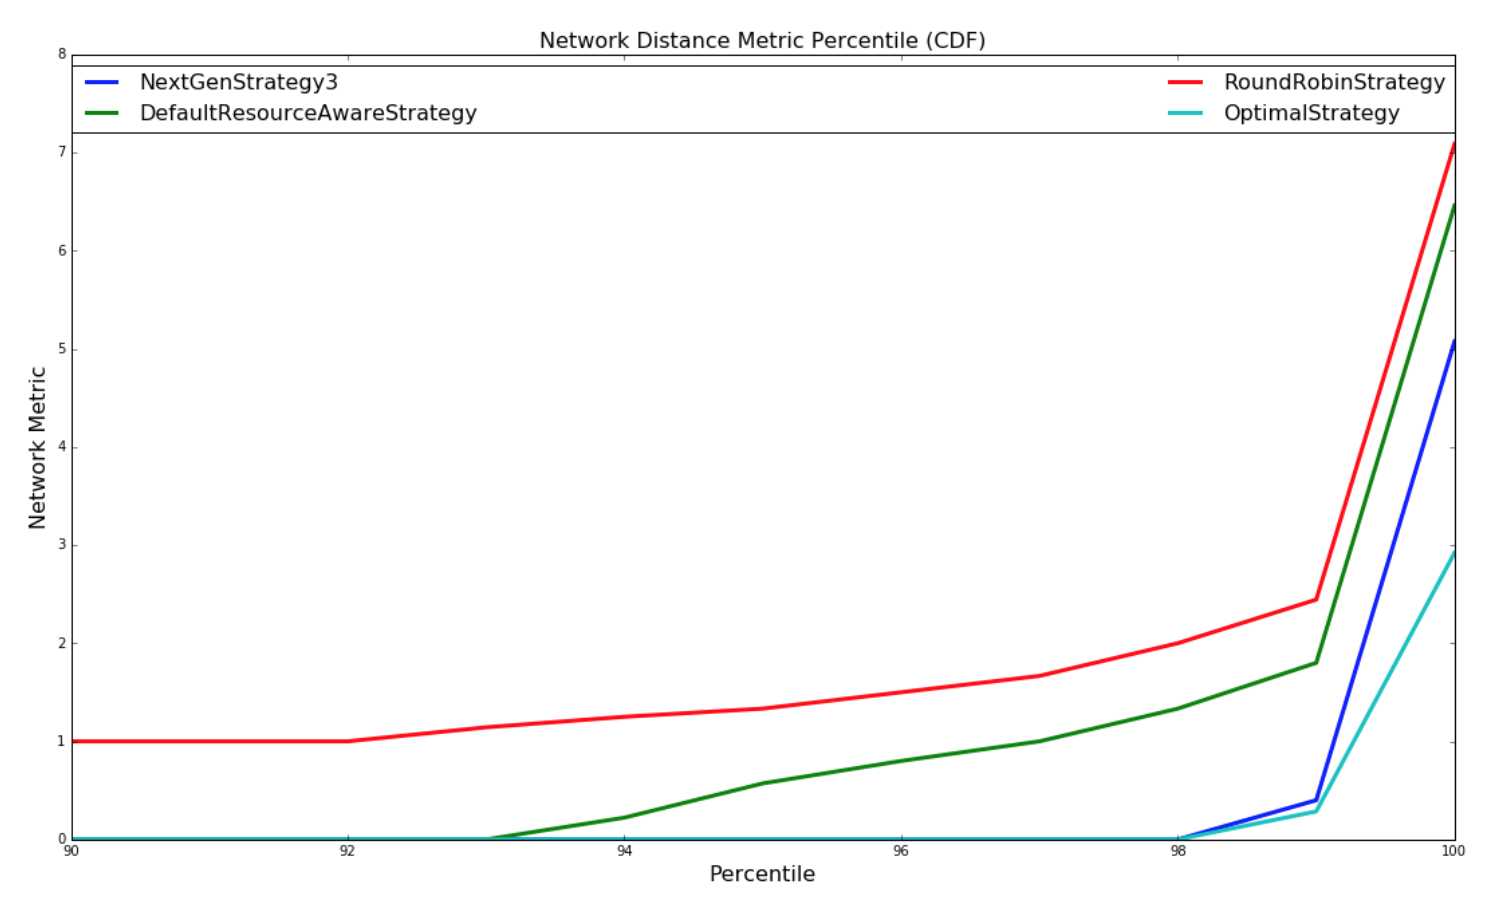 Network Distance Metric Percentile (CDF)
NextGenStrategy3
DefaultResourceAwareStrategy
RoundRobinStrategy
OptimalStrategy
Network Metric
8
7
6
5
4
3
2
1
0
90 92 94 96 98 100
Percentile